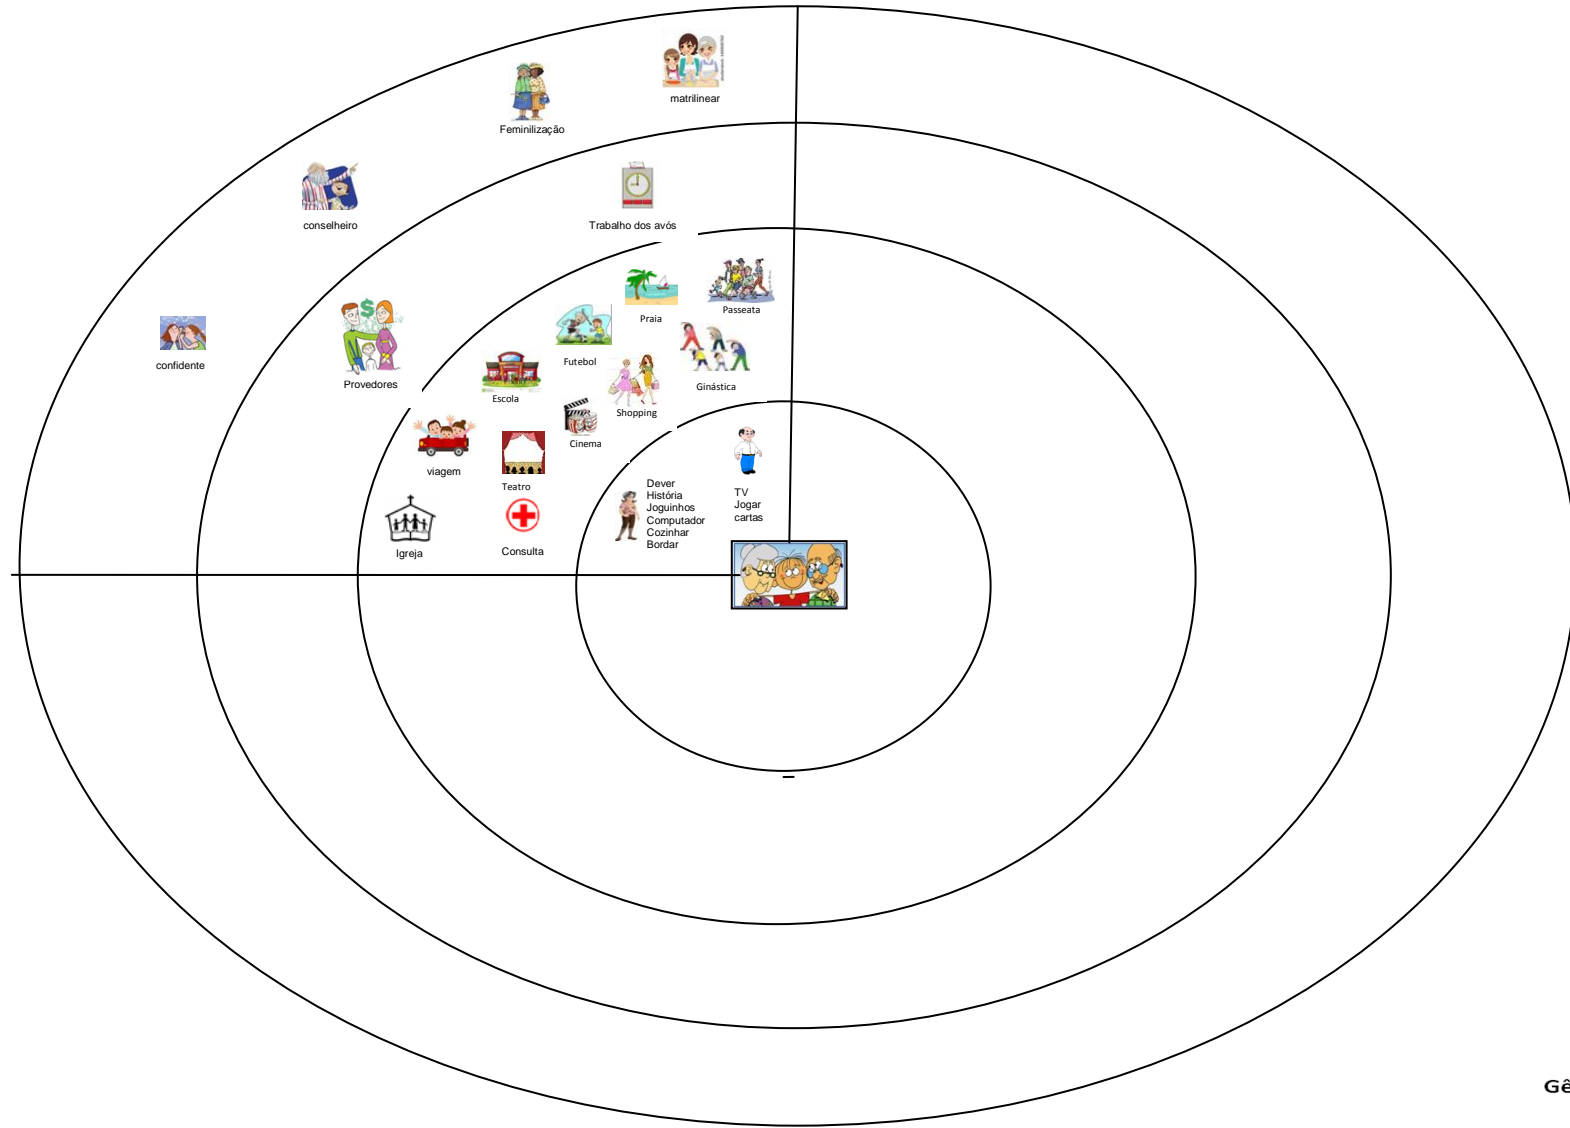 matrilinear
Feminilização
conselheiro
Trabalho dos avós
confidente
Provedores
Praia
Passeata
Futebol
Ginástica
Escola
Shopping
Cinema
viagem
Teatro
Igreja
Consulta
Dever
História
Joguinhos
Computador
Cozinhar
Bordar
TV
Jogar
cartas
Gê